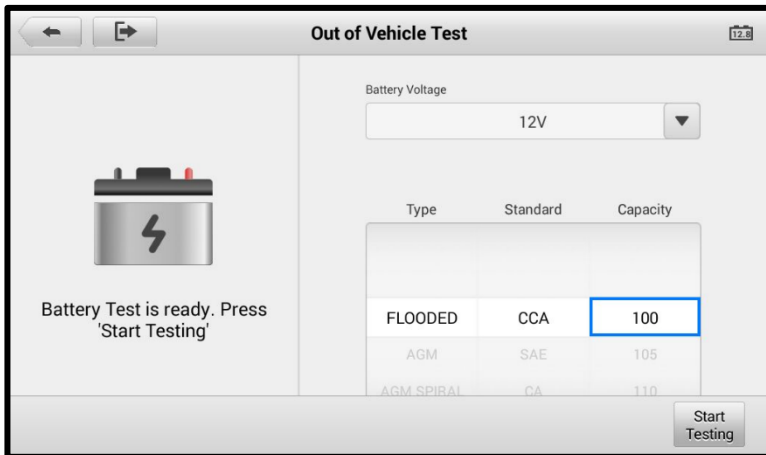 Out of Vehicle Test
12.8
Battery Voltage
12V
Type Standard Capacity
FLOODED CCA 100
AGM SAE 105
AGM SPIRAL CA 110
Battery Test is ready. Press
'Start Testing'
Start
Testing